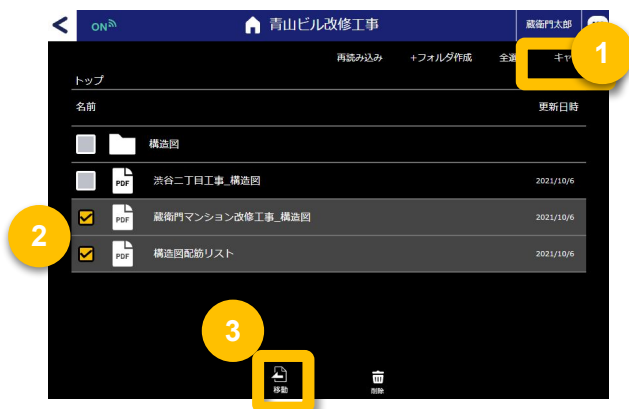 ON
青山ビル改修工事
蔵衛門太郎
1
再読み込み
+フォルダ作成
トップ
名前
更新日時
構造図
PDF
渋谷二丁目工事_構造図
2021/10/6
2
PDF
蔵衛門マンション改修工事_構造図
2021/10/6
PDF
構造図配筋リスト
2021/10/6
3
移動
削除